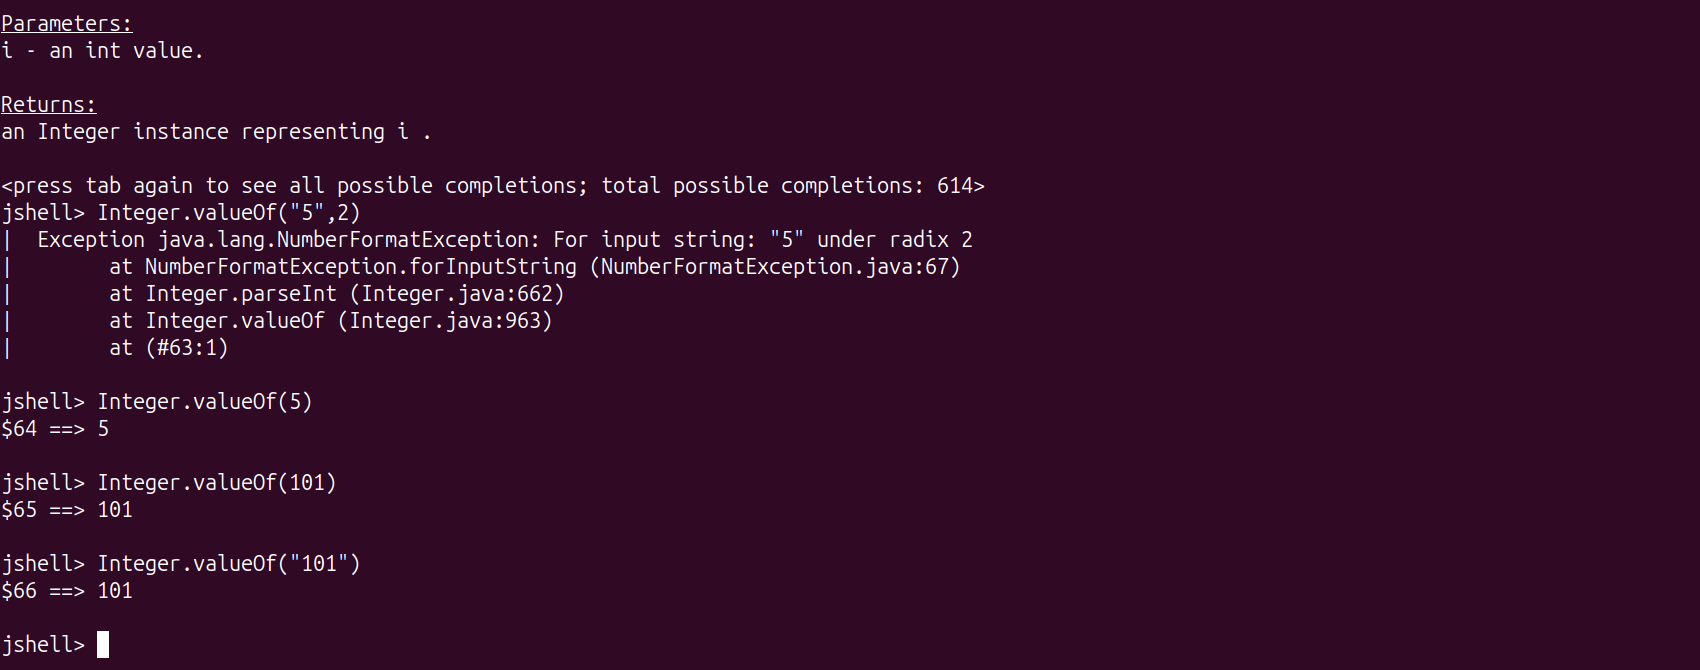 Parameters:
i - an int value.
Returns:
an Integer instance representing i .
<press tab again to see all possible completions; total possible completions: 614>
jshell> Integer.valueOf("5",2)
|  Exception java.lang.NumberFormatException: For input string: "5" under radix 2
|        at NumberFormatException.forInputString (NumberFormatException.java:67)
|        at Integer.parseInt (Integer.java:662)
|        at Integer.valueOf (Integer.java:963)
|        at (#63:1)
jshell> Integer.valueOf(5)
$64 ==> 5
jshell> Integer.valueOf(101)
$65 ==> 101
jshell> Integer.valueOf("101")
$66 ==> 101
jshell>